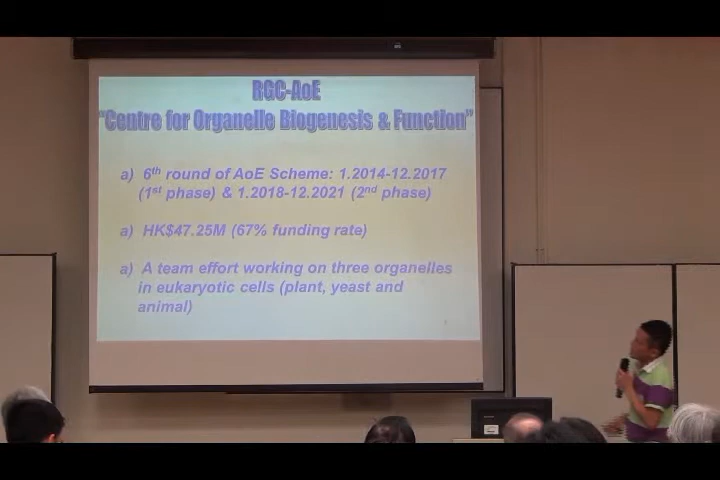 RGC-AoE
"Centre for Organelle Biogenesis & Function"
a) 6th round of AoE Scheme: 1.2014-12.2017
(1st phase) & 1.2018-12.2021 (2nd phase)
a) HK$47.25M (67% funding rate)
a) A team effort working on three organelles
in eukaryotic cells (plant, yeast and
animal)